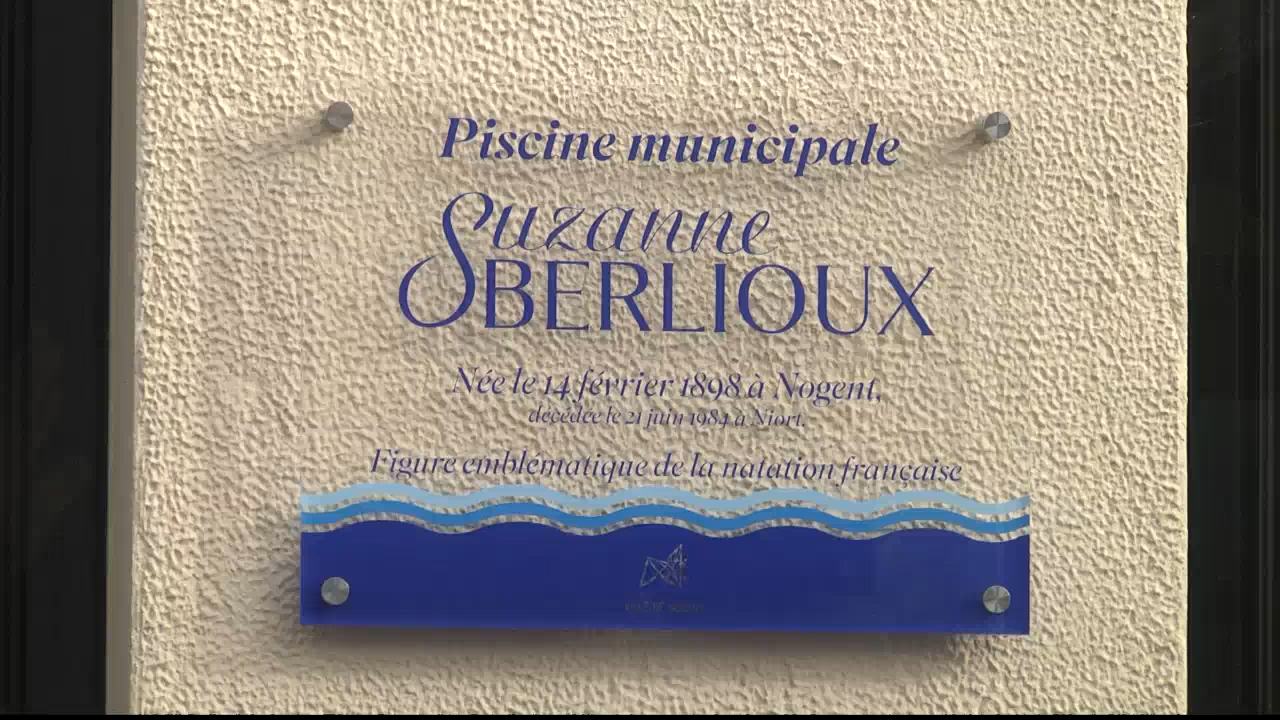 Piscine municipale
Suzanne
BERLIOUX
Née le 14 février 1898 à Nogent,
décédée le 21 juin 1984 à Niort.
Figure emblématique de la natation française